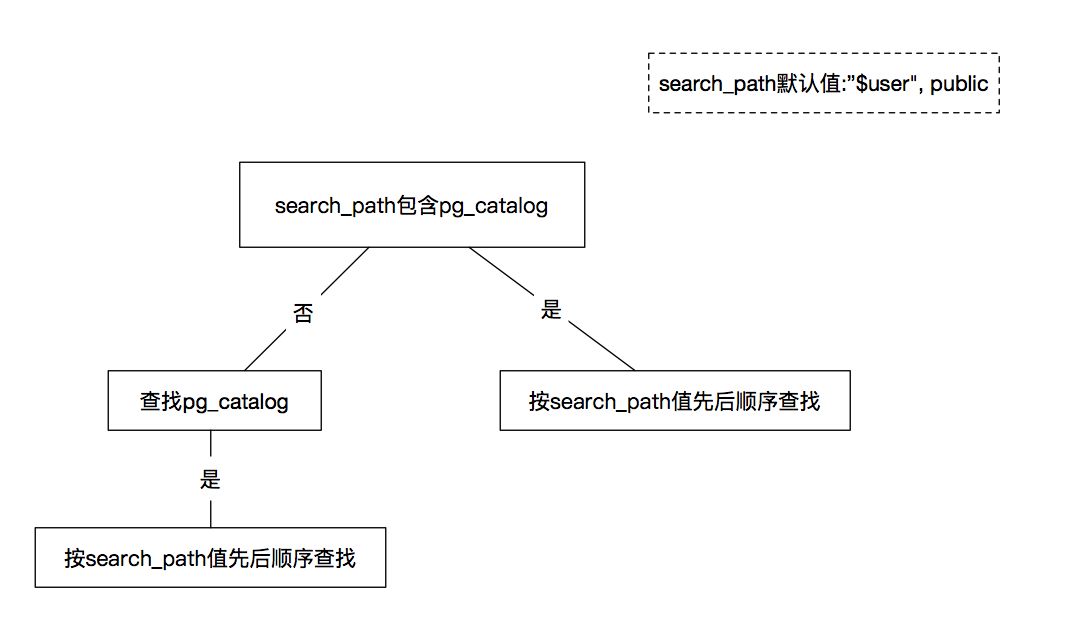 search_path默认值:”$user", public
search_path包含pg_catalog
否
是
查找pg_catalog
按search_path值先后顺序查找
是
按search_path值先后顺序查找